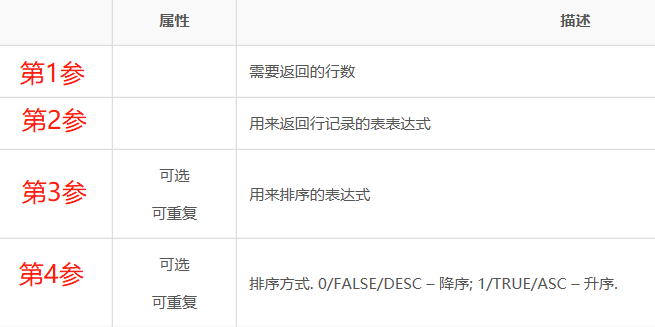 属性 描述
第1参 需要返回的行数
第2参 用来返回行记录的表表达式
第3参 可选 可重复 用来排序的表达式
第4参 可选 可重复 排序方式. 0/FALSE/DESC – 降序; 1/TRUE/ASC – 升序.